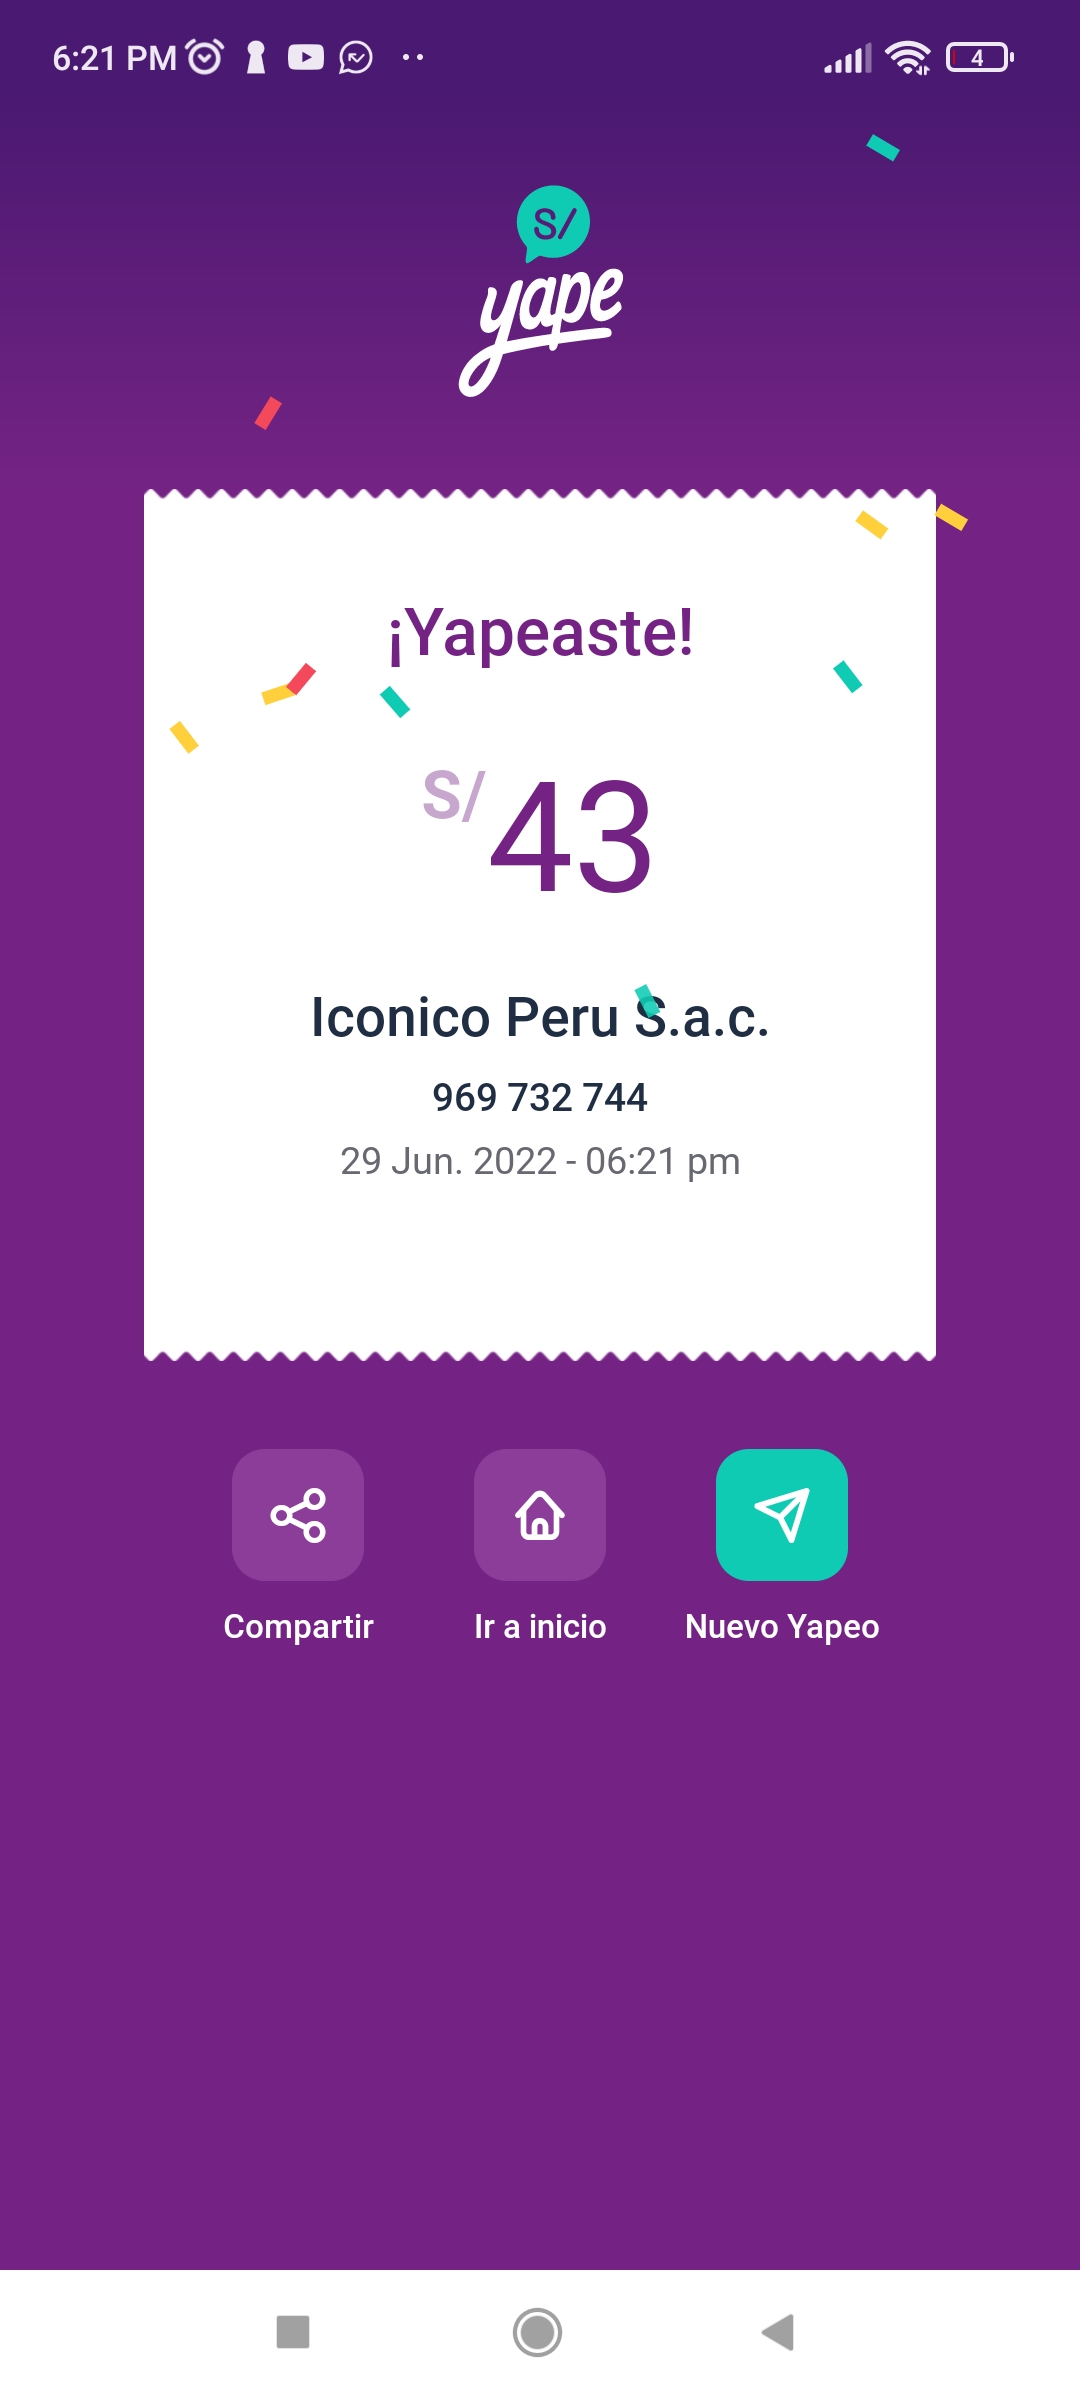 6:21 PM
4
S/
yape
¡Yapeaste!
S/43
Iconico Peru S.a.c.
969 732 744
29 Jun. 2022 - 06:21 pm
Compartir
Ir a inicio
Nuevo Yapeo